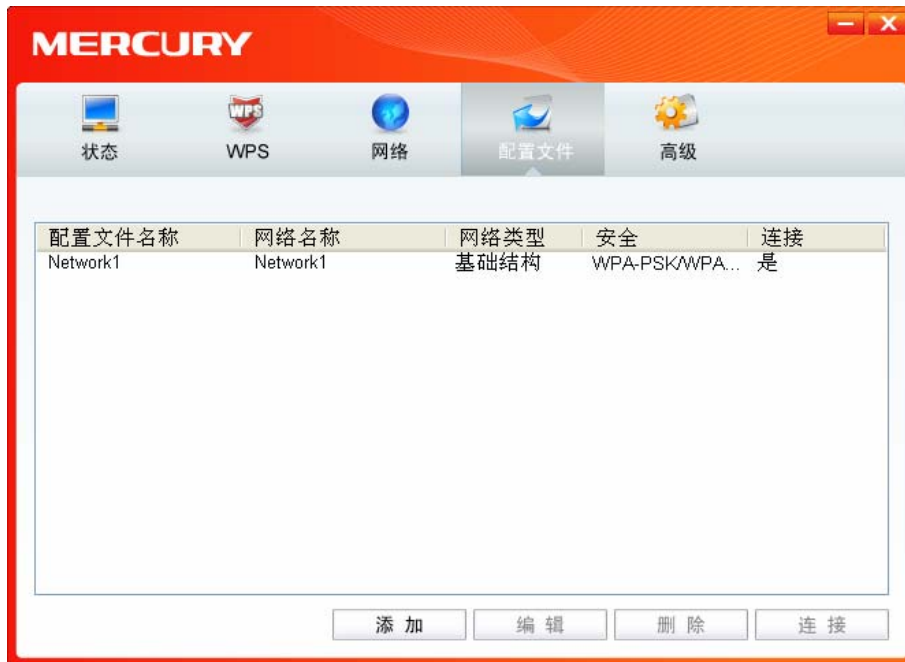 MERCURY
状态 WPS 网络 配置文件 高级
配置文件名称 网络名称 网络类型 安全 连接
Network1 Network1 基础结构 WPA-PSK/WPA... 是
添加 编辑 删除 连接